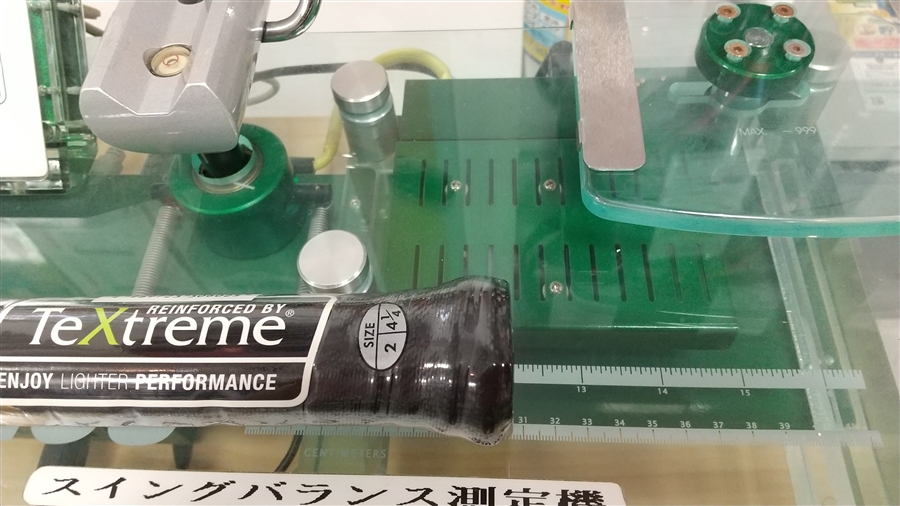 MAX. -999
REINFORCED BY
TeXtreme®
ENJOY LIGHTER PERFORMANCE
SIZE
2 4 1/4
13 14 15
31 32 33 34 35 36 37 38 39
CENTIMETERS
スイングバランス測定機